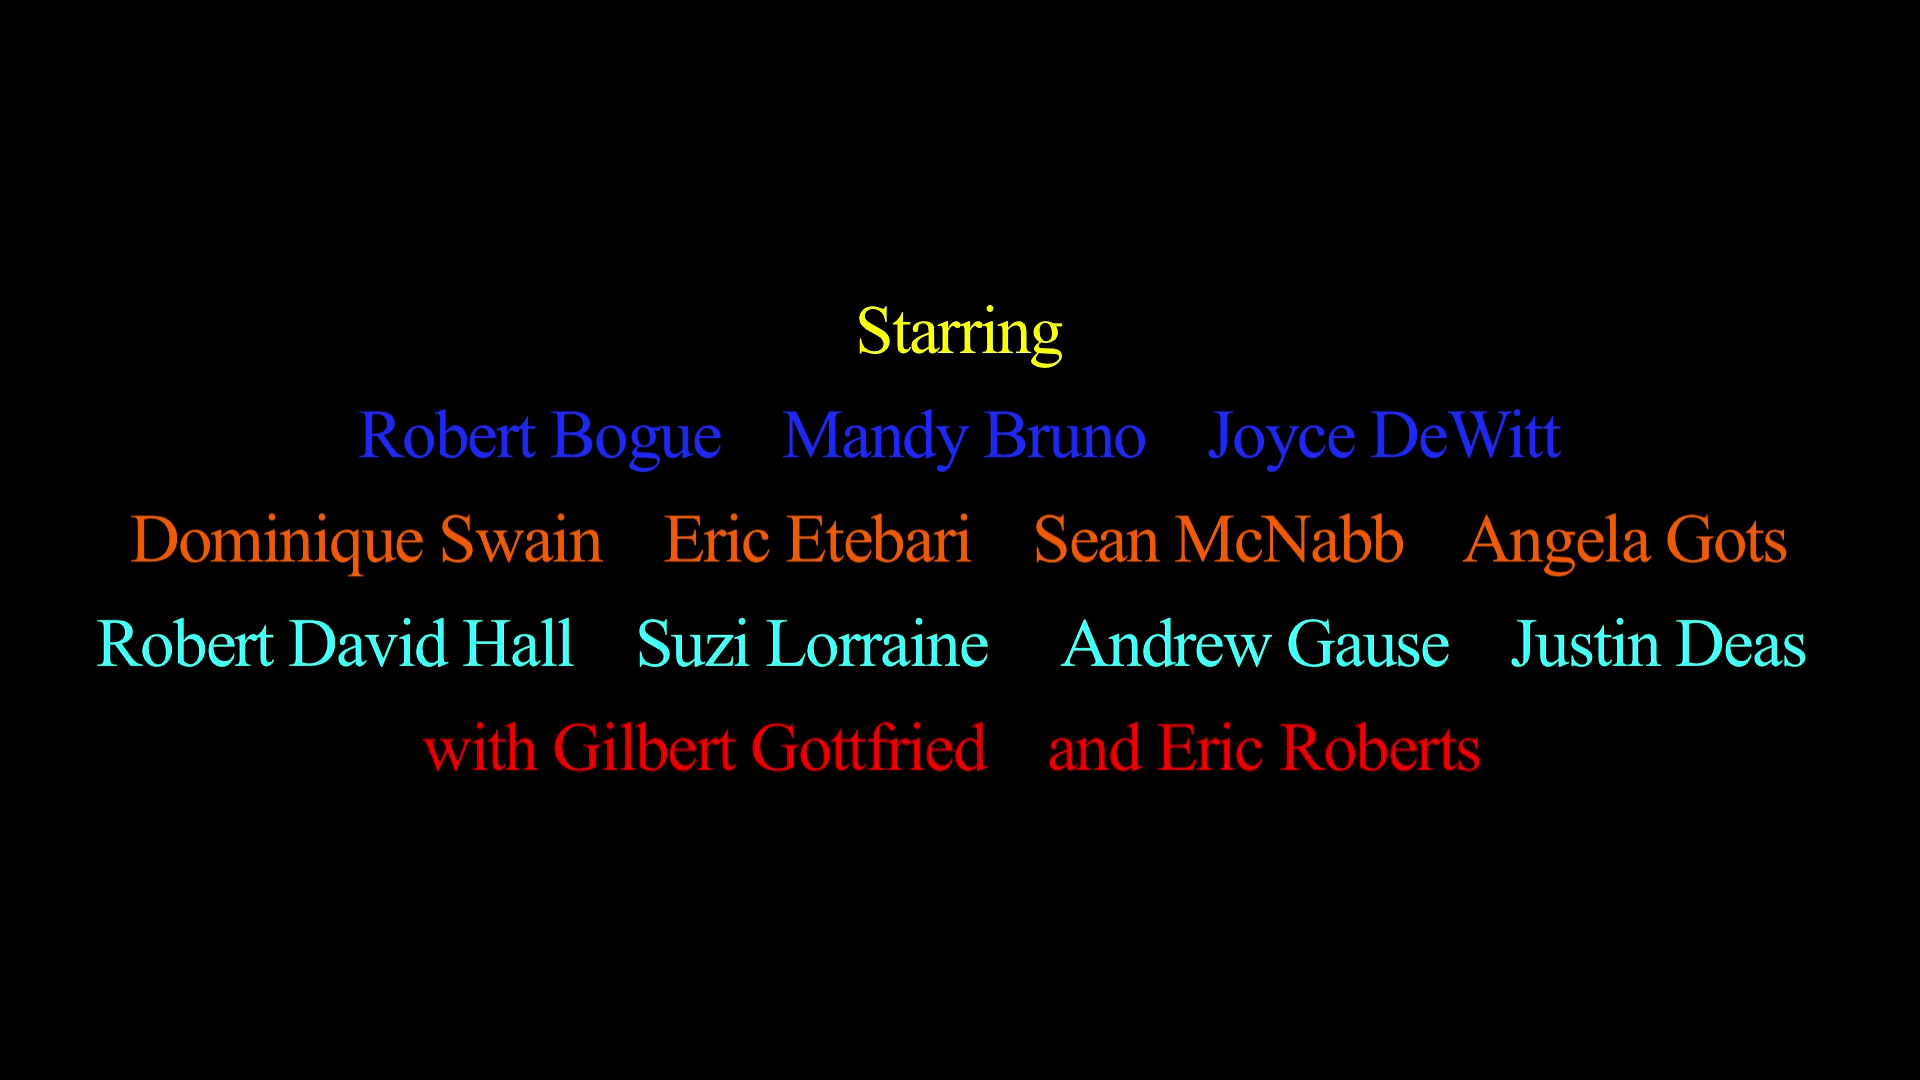 Starring
Robert Bogue Mandy Bruno Joyce DeWitt
Dominique Swain Eric Etebari Sean McNabb Angela Gots
Robert David Hall Suzi Lorraine Andrew Gause Justin Deas
with Gilbert Gottfried and Eric Roberts